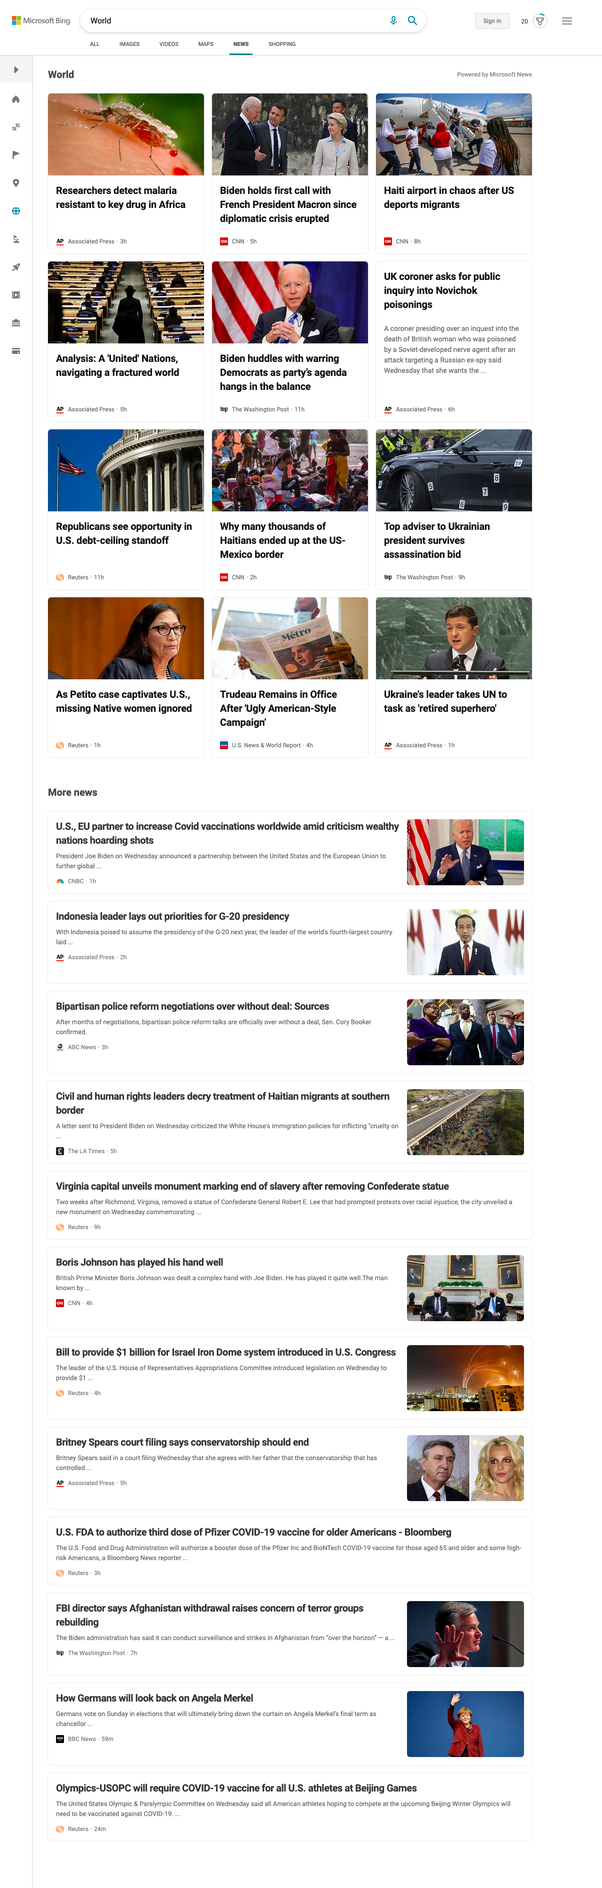 Microsoft Bing
World
Sign in
20
ALL IMAGES VIDEOS MAPS NEWS SHOPPING
World
Powered by Microsoft News
Researchers detect malaria
resistant to key drug in Africa
AP Associated Press · 3h
Biden holds first call with
French President Macron since
diplomatic crisis erupted
CNN CNN · 5h
Haiti airport in chaos after US
deports migrants
CNN CNN · 8h
Analysis: A 'United' Nations,
navigating a fractured world
AP Associated Press · 5h
Biden huddles with warring
Democrats as party's agenda
hangs in the balance
wp The Washington Post · 11h
UK coroner asks for public
inquiry into Novichok
poisonings
A coroner presiding over an inquest into the
death of British woman who was poisoned
by a Soviet-developed nerve agent after an
attack targeting a Russian ex-spy said
Wednesday that she wants the ...
AP Associated Press · 6h
Republicans see opportunity in
U.S. debt-ceiling standoff
Reuters · 11h
Why many thousands of
Haitians ended up at the US-
Mexico border
CNN CNN · 2h
Top adviser to Ukrainian
president survives
assassination bid
wp The Washington Post · 9h
As Petito case captivates U.S.,
missing Native women ignored
Reuters · 1h
Métro
Trudeau Remains in Office
After 'Ugly American-Style
Campaign'
U.S. News & World Report · 4h
Ukraine's leader takes UN to
task as 'retired superhero'
AP Associated Press · 1h
More news
U.S., EU partner to increase Covid vaccinations worldwide amid criticism wealthy
nations hoarding shots
President Joe Biden on Wednesday announced a partnership between the United States and the European Union to
further global ...
CNBC · 1h
Indonesia leader lays out priorities for G-20 presidency
With Indonesia poised to assume the presidency of the G-20 next year, the leader of the world's fourth-largest country
laid ...
AP Associated Press · 2h
Bipartisan police reform negotiations over without deal: Sources
After months of negotiations, bipartisan police reform talks are officially over without a deal, Sen. Cory Booker
confirmed.
ABC News · 3h
Civil and human rights leaders decry treatment of Haitian migrants at southern
border
A letter sent to President Biden on Wednesday criticized the White House's immigration policies for inflicting "cruelty on
...
The LA Times · 5h
Virginia capital unveils monument marking end of slavery after removing Confederate statue
Two weeks after Richmond, Virginia, removed a statue of Confederate General Robert E. Lee that had prompted protests over racial injustice, the city unveiled a
new monument on Wednesday commemorating ...
Reuters · 9h
Boris Johnson has played his hand well
British Prime Minister Boris Johnson was dealt a complex hand with Joe Biden. He has played it quite well.The man
known by ...
CNN CNN · 4h
Bill to provide $1 billion for Israel Iron Dome system introduced in U.S. Congress
The leader of the U.S. House of Representatives Appropriations Committee introduced legislation on Wednesday to
provide $1 ...
Reuters · 4h
Britney Spears court filing says conservatorship should end
Britney Spears said in a court filing Wednesday that she agrees with her father that the conservatorship that has
controlled ...
AP Associated Press · 5h
U.S. FDA to authorize third dose of Pfizer COVID-19 vaccine for older Americans - Bloomberg
The U.S. Food and Drug Administration will authorize a booster dose of the Pfizer Inc and BioNTech COVID-19 vaccine for those aged 65 and older and some high-
risk Americans, a Bloomberg News reporter ...
Reuters · 3h
FBI director says Afghanistan withdrawal raises concern of terror groups
rebuilding
The Biden administration has said it can conduct surveillance and strikes in Afghanistan from "over the horizon" — a ...
wp The Washington Post · 7h
How Germans will look back on Angela Merkel
Germans vote on Sunday in elections that will ultimately bring down the curtain on Angela Merkel's final term as
chancellor ...
BBC News · 59m
Olympics-USOPC will require COVID-19 vaccine for all U.S. athletes at Beijing Games
The United States Olympic & Paralympic Committee on Wednesday said all American athletes hoping to compete at the upcoming Beijing Winter Olympics will
need to be vaccinated against COVID-19. ...
Reuters · 24m